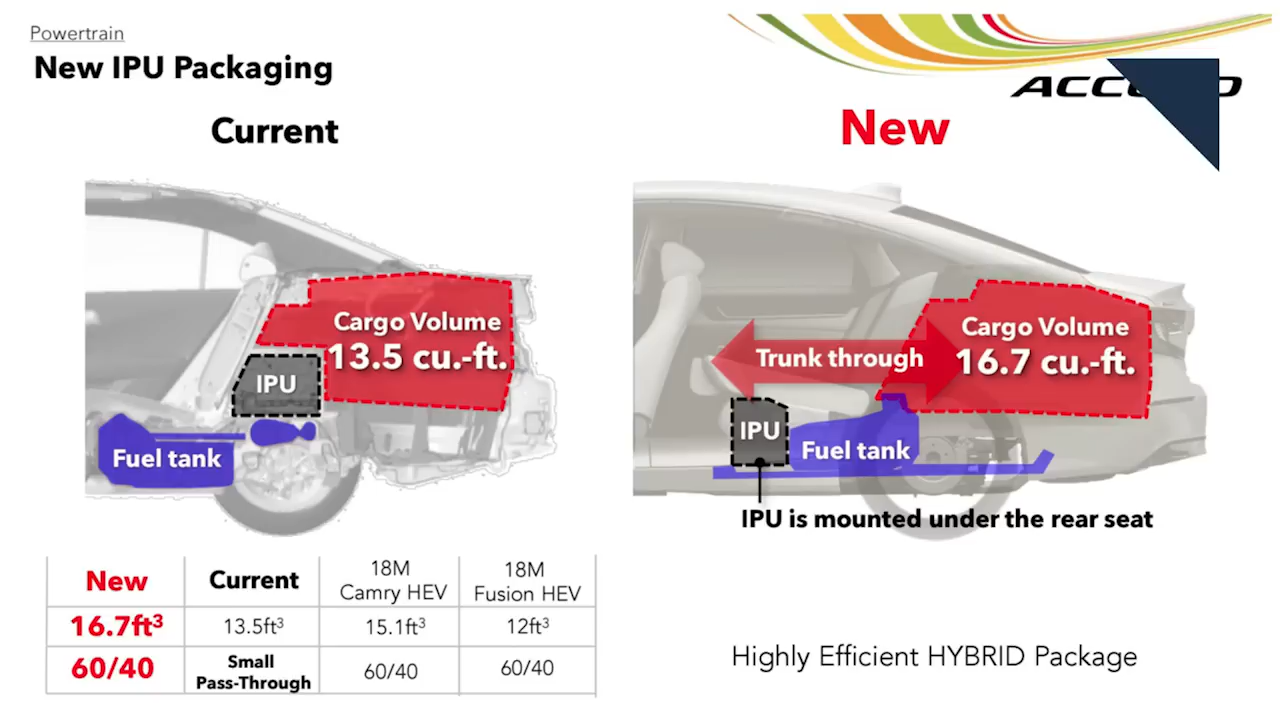 Powertrain
New IPU Packaging
Current
New
Cargo Volume
13.5 cu.-ft.
IPU
Fuel tank
Cargo Volume
16.7 cu.-ft.
Trunk through
IPU
Fuel tank
IPU is mounted under the rear seat
New Current 18M Camry HEV 18M Fusion HEV
16.7ft³ 13.5ft³ 15.1ft³ 12ft³
60/40 Small Pass-Through 60/40 60/40
Highly Efficient HYBRID Package